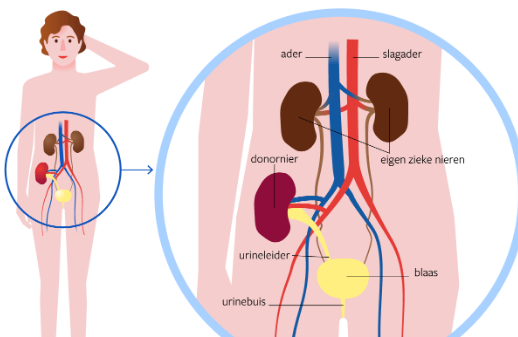 ader
slagader
donornier
eigen zieke nieren
urineleider
blaas
urinebuis